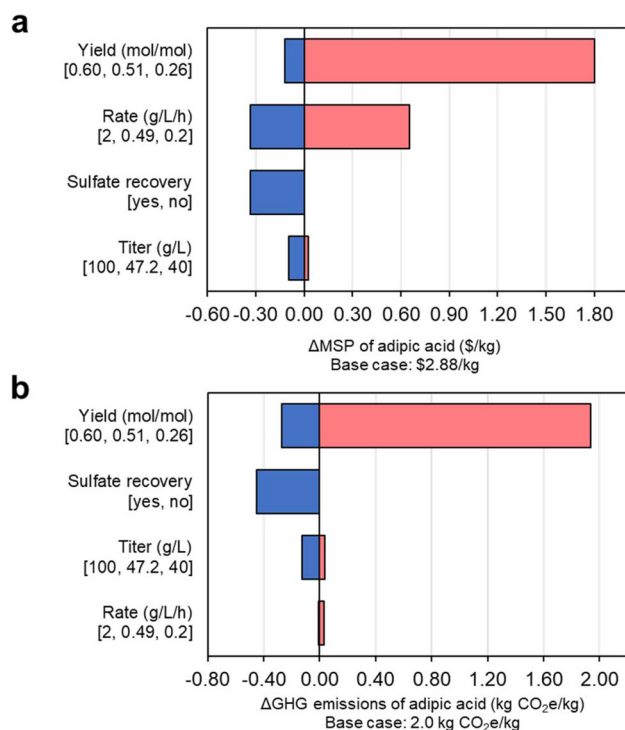 a
Yield (mol/mol)
[0.60, 0.51, 0.26]
Rate (g/L/h)
[2, 0.49, 0.2]
Sulfate recovery
[yes, no]
Titer (g/L)
[100, 47.2, 40]
-0.60 -0.30 0.00 0.30 0.60 0.90 1.20 1.50 1.80
ΔMSP of adipic acid ($/kg)
Base case: $2.88/kg
b
Yield (mol/mol)
[0.60, 0.51, 0.26]
Sulfate recovery
[yes, no]
Titer (g/L)
[100, 47.2, 40]
Rate (g/L/h)
[2, 0.49, 0.2]
-0.80 -0.40 0.00 0.40 0.80 1.20 1.60 2.00
ΔGHG emissions of adipic acid (kg CO₂e/kg)
Base case: 2.0 kg CO₂e/kg